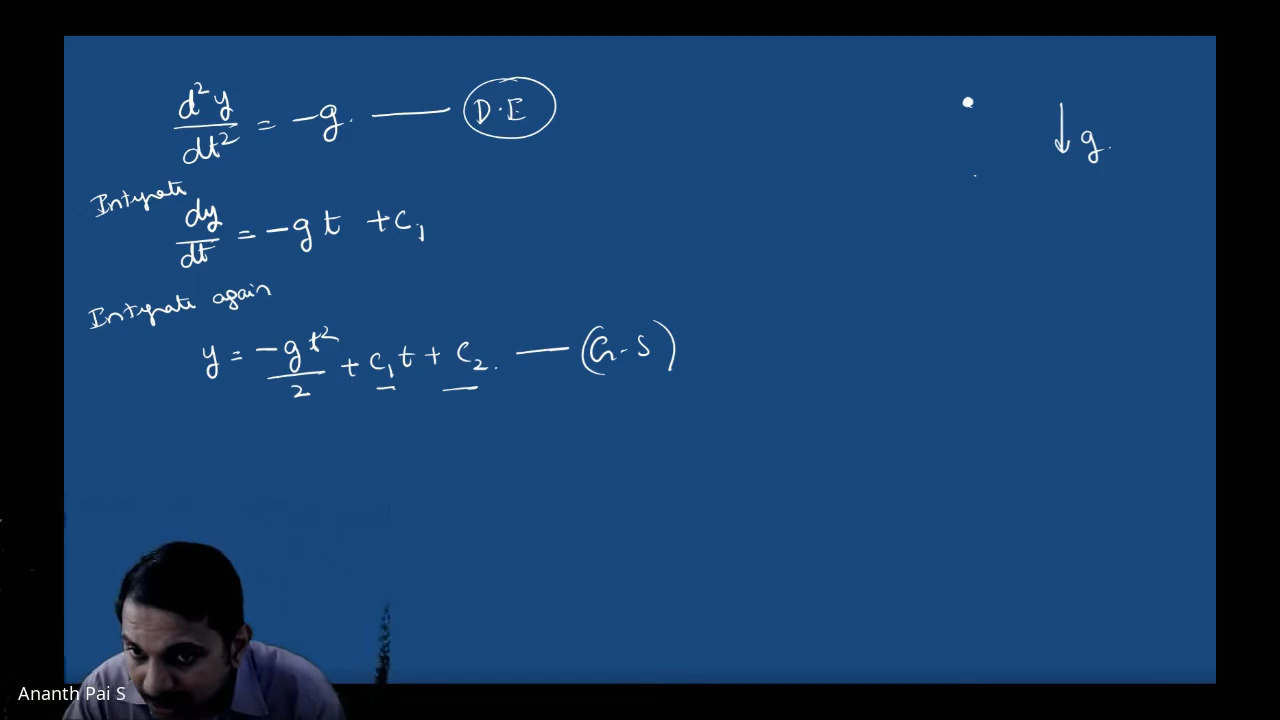 d²y/dt² = -g. —— D.E
g.
Integrate
dy/dt = -gt + C₁
Integrate again
y = -gt²/2 + C₁t + C₂. —— (G.S)
Ananth Pai S